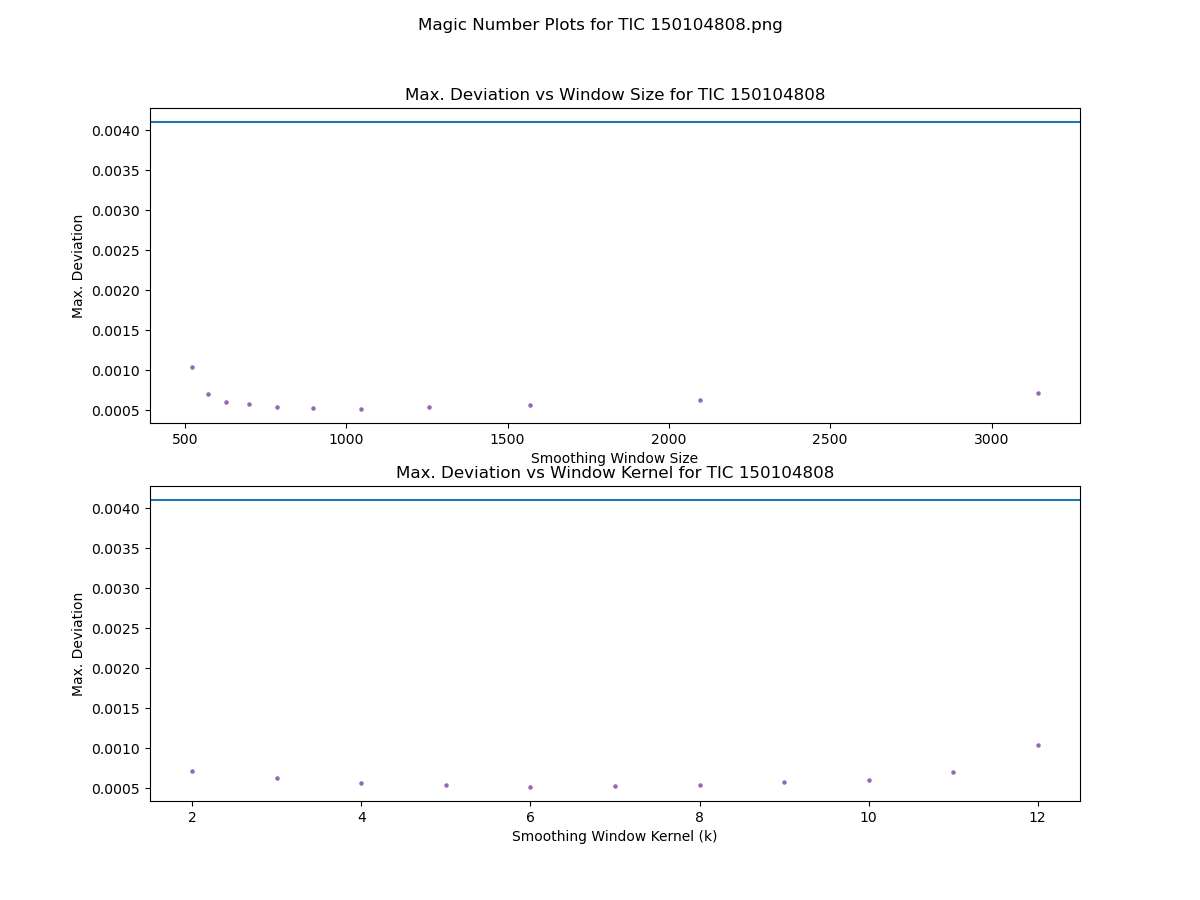 Magic Number Plots for TIC 150104808.png
Max. Deviation vs Window Size for TIC 150104808
0.0040
0.0035
0.0030
0.0025
0.0020
0.0015
0.0010
0.0005
Max. Deviation
500 1000 1500 2000 2500 3000
Smoothing Window Size
Max. Deviation vs Window Kernel for TIC 150104808
0.0040
0.0035
0.0030
0.0025
0.0020
0.0015
0.0010
0.0005
Max. Deviation
2 4 6 8 10 12
Smoothing Window Kernel (k)